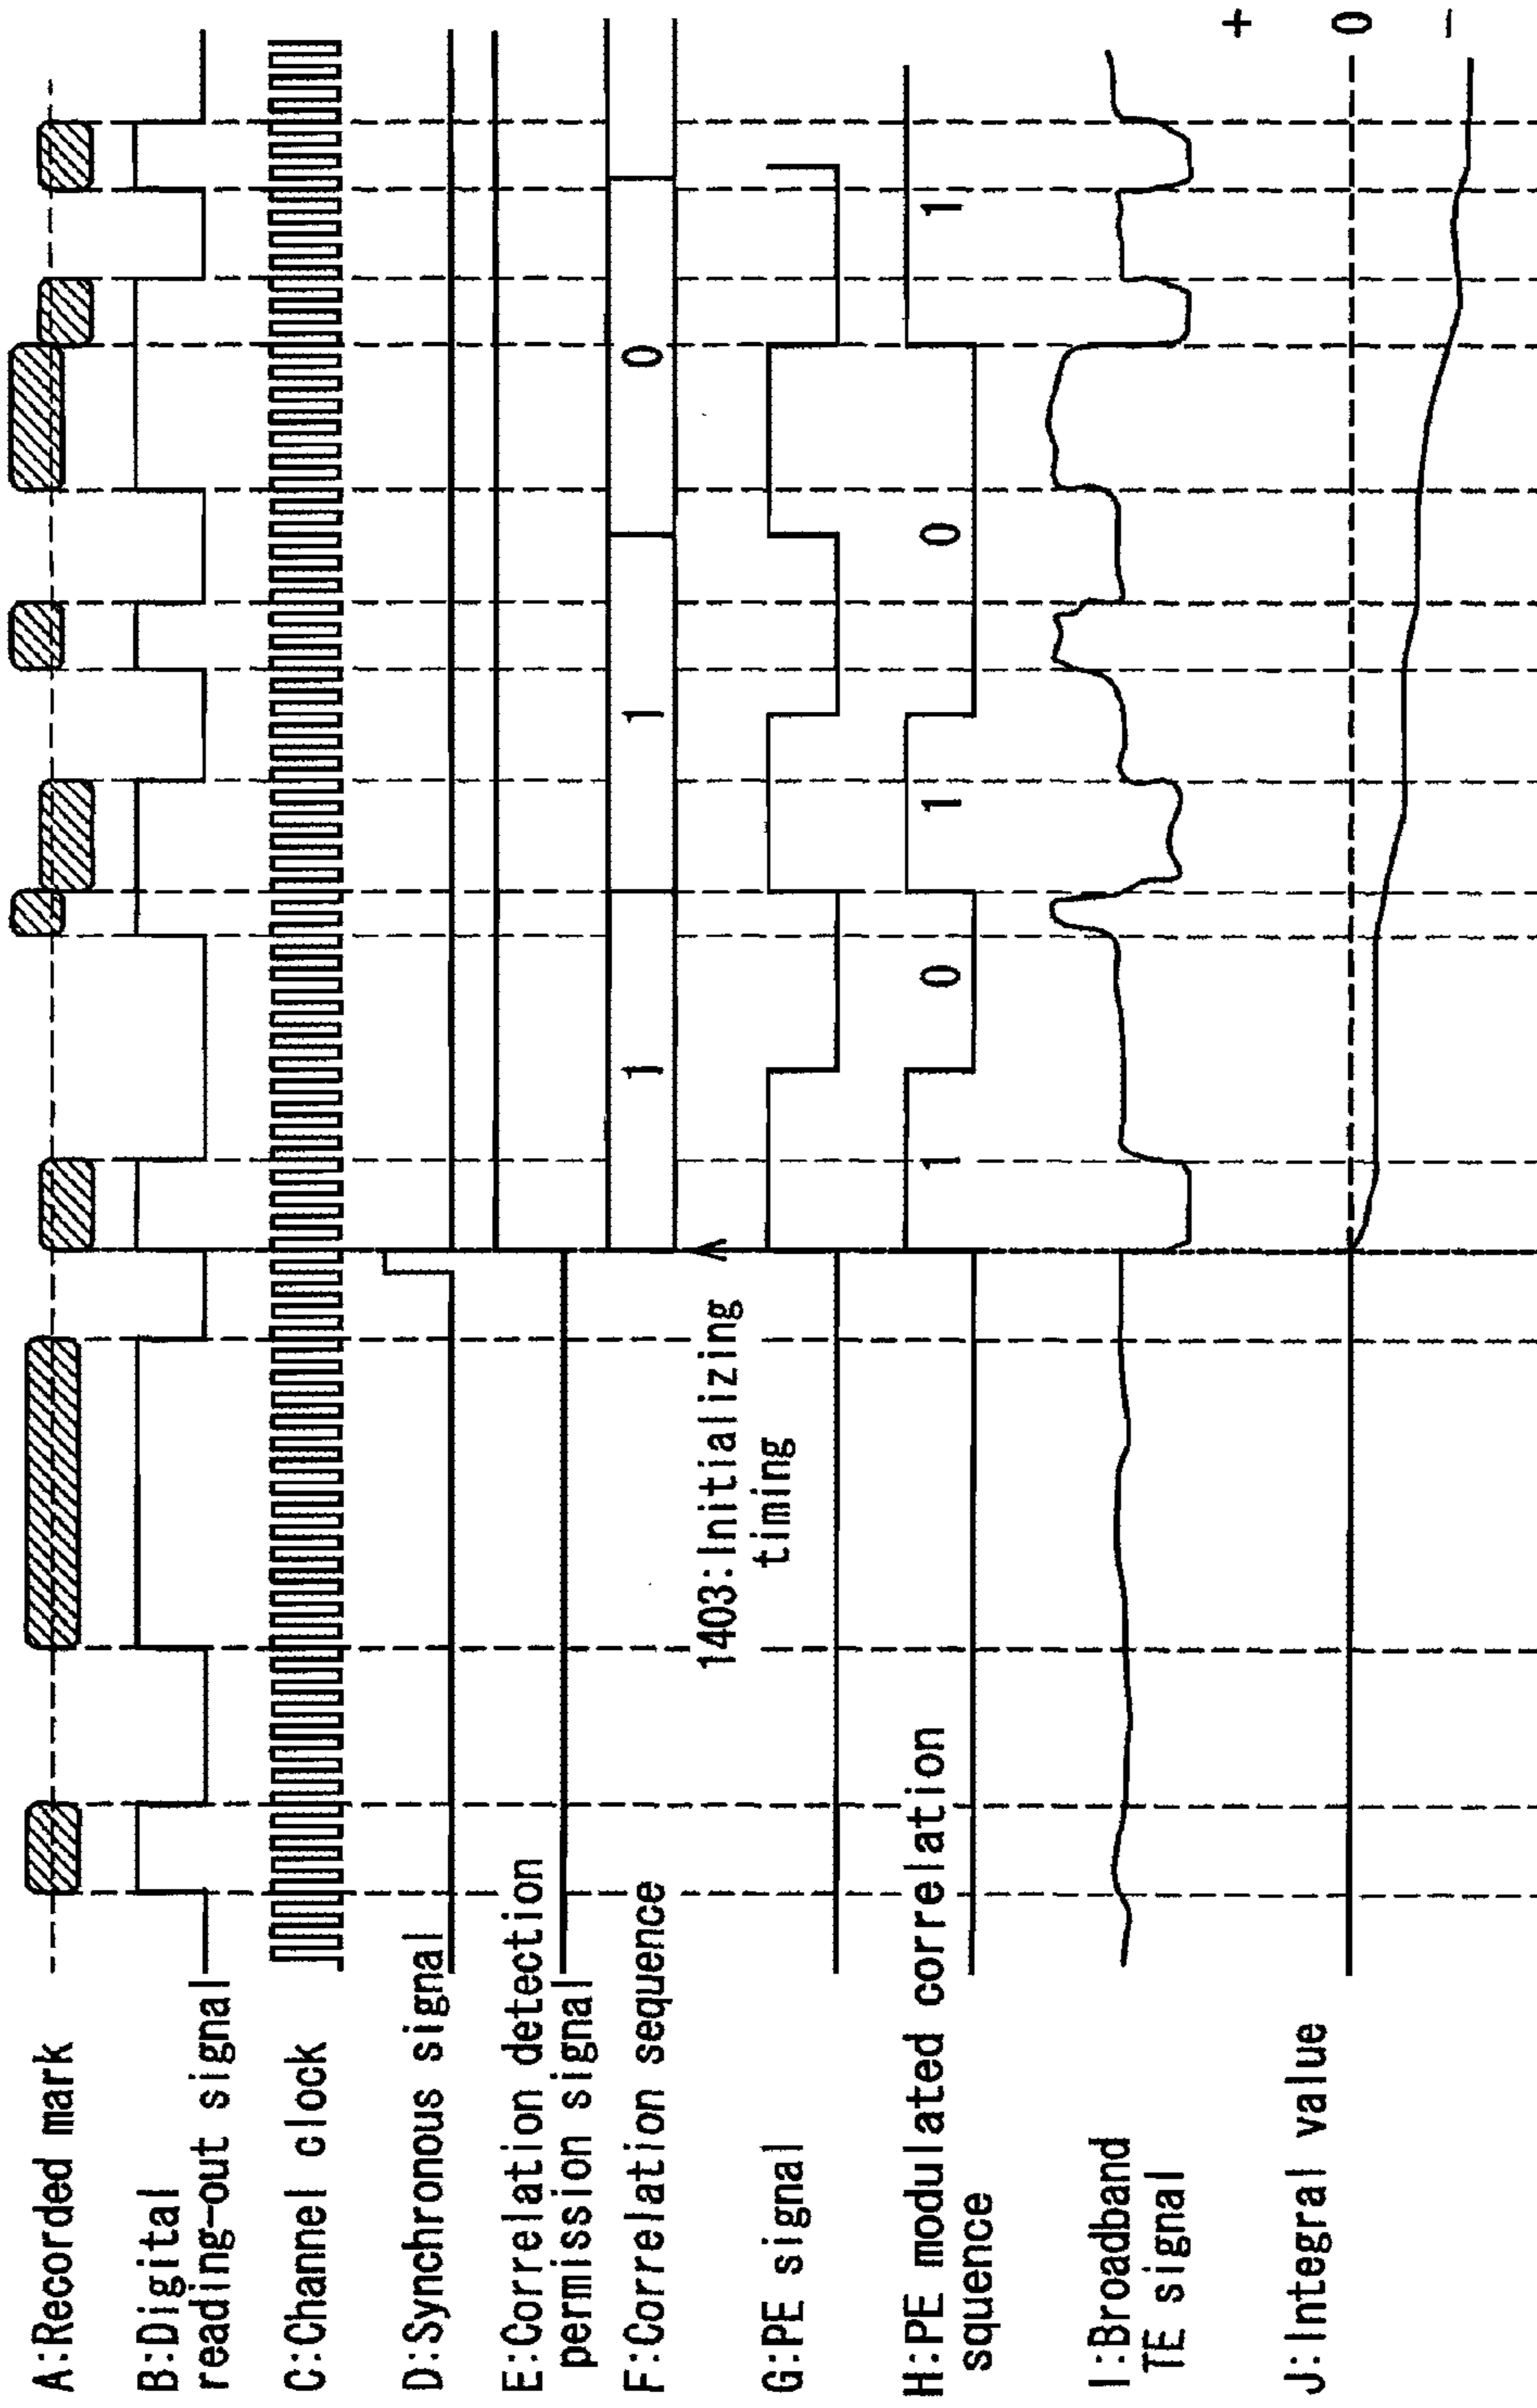 A:Recorded mark
B:Digital
reading-out signal
C:Channel clock
D:Synchronous signal
E:Correlation detection
permission signal
F:Correlation sequence
1 1 0
1403:Initializing
timing
G:PE signal
H:PE modulated correlation
squence
1 0 1 0 1
I:Broadband
TE signal
J:Integral value
+
0
−